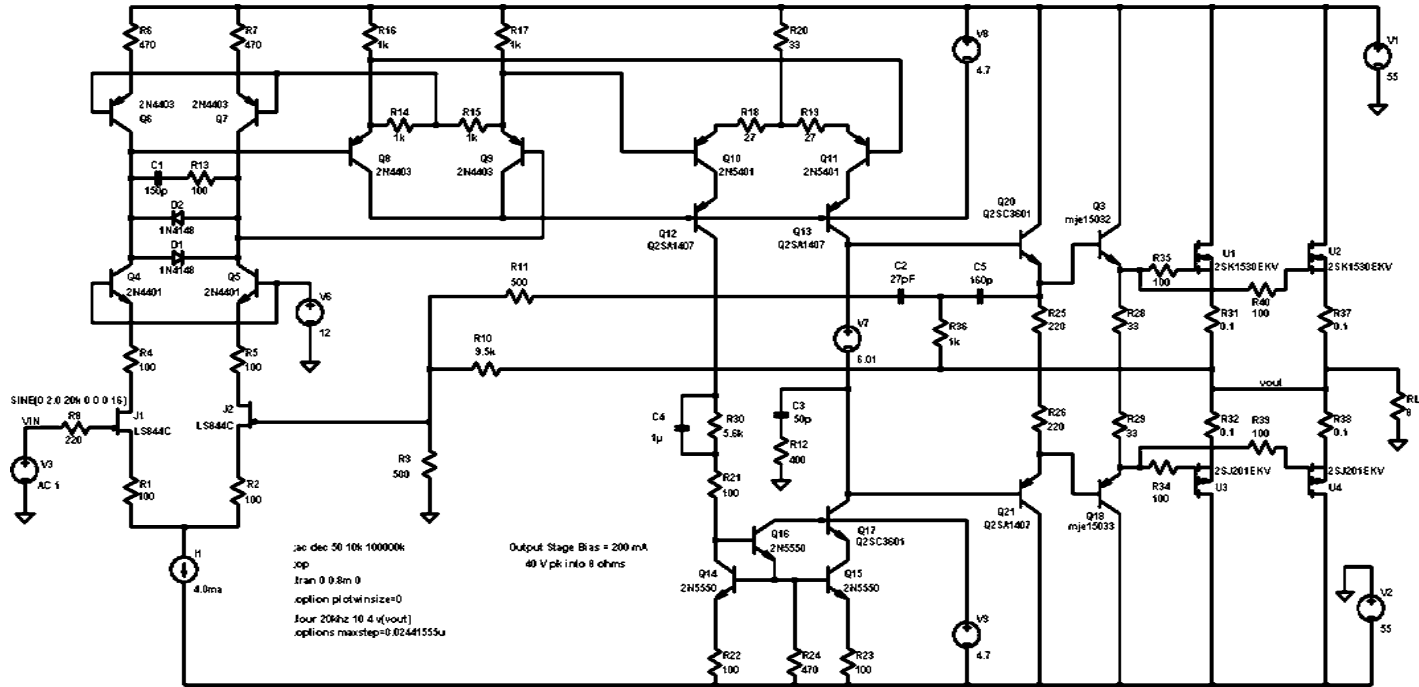 R6
470
R7
470
R16
1k
R17
1k
R20
33
V8
4.7
V1
55
2N4403
Q6
2N4403
Q7
R14
1k
R15
1k
R18
27
R19
27
Q8
2N4403
Q9
2N4403
Q10
2N5401
Q11
2N5401
C1
150p
R13
100
D2
1N4148
D1
1N4148
Q12
Q2SA1407
Q13
Q2SA1407
Q20
Q2SC3601
Q3
mje15032
U1
2SK1530EKV
U2
2SK1530EKV
R35
100
R40
100
Q4
2N4401
Q5
2N4401
V6
12
R11
500
C2
27pF
C5
160p
R25
220
R28
33
R31
0.1
R37
0.1
R10
9.5k
R36
1k
V7
6.01
R4
100
R5
100
vout
RL
8
SINE(0 2.0 20k 0 0 0 16)
VIN
R8
220
J1
LS844C
J2
LS844C
V3
AC 1
R3
500
C4
1µ
R30
5.6k
C3
50p
R12
400
R26
220
R29
33
R32
0.1
R39
100
R38
0.1
R34
100
2SJ201EKV
U3
2SJ201EKV
U4
R1
100
R2
100
R21
100
Q21
Q2SA1407
Q18
mje15033
I1
4.0ma
;ac dec 50 10k 100000k
;op
.tran 0 0.8m 0
.option plotwinsize=0
.four 20khz 10 4 v(vout)
.options maxstep=0.02441555u
Output Stage Bias = 200 mA
40 V pk into 8 ohms
Q16
2N5550
Q17
Q2SC3601
Q14
2N5550
Q15
2N5550
V2
55
R22
100
R24
470
R23
100
4.7